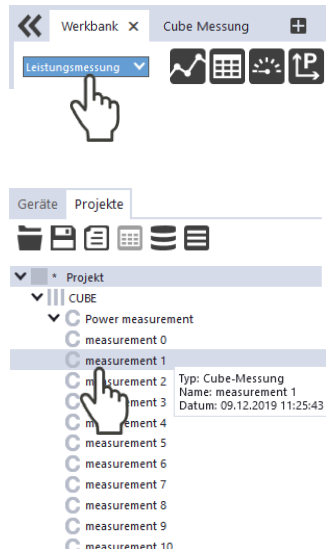 Werkbank Cube Messung
Leistungsmessung
P
Geräte Projekte
* Projekt
CUBE
C Power measurement
C measurement 0
C measurement 1
C measurement 2
Typ: Cube-Messung
Name: measurement 1
Datum: 09.12.2019 11:25:43
C measurement 3
C measurement 4
C measurement 5
C measurement 6
C measurement 7
C measurement 8
C measurement 9
C measurement 10